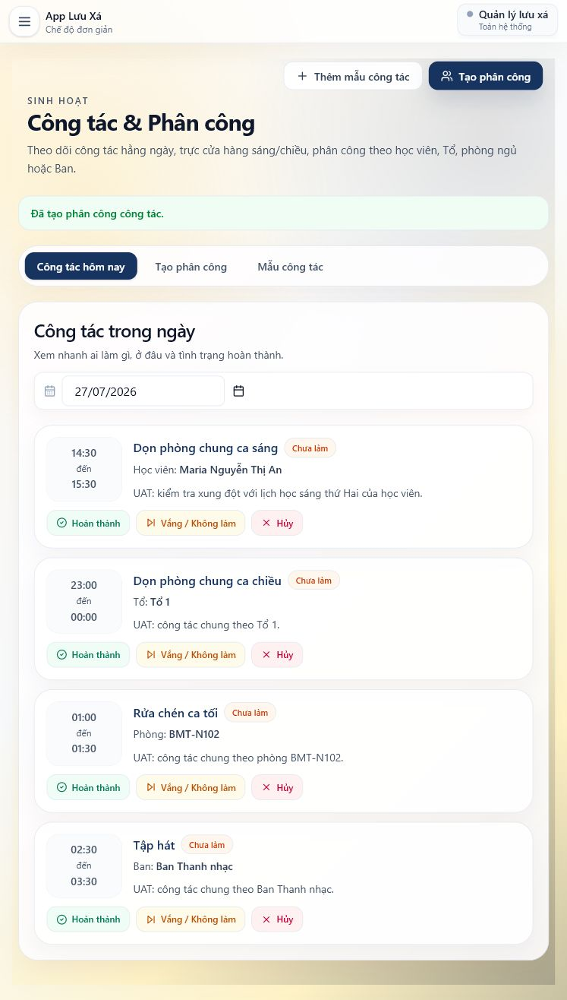 App Lưu Xá
Chế độ đơn giản
Quản lý lưu xá
Toàn hệ thống
Thêm mẫu công tác
Tạo phân công
SINH HOẠT
Công tác & Phân công
Theo dõi công tác hằng ngày, trực cửa hàng sáng/chiều, phân công theo học viên, Tổ, phòng ngủ
hoặc Ban.
Đã tạo phân công công tác.
Công tác hôm nay
Tạo phân công
Mẫu công tác
Công tác trong ngày
Xem nhanh ai làm gì, ở đâu và tình trạng hoàn thành.
27/07/2026
14:30
đến
15:30
Dọn phòng chung ca sáng
Chưa làm
Học viên: Maria Nguyễn Thị An
UAT: kiểm tra xung đột với lịch học sáng thứ Hai của học viên.
Hoàn thành
Vắng / Không làm
Hủy
23:00
đến
00:00
Dọn phòng chung ca chiều
Chưa làm
Tổ: Tổ 1
UAT: công tác chung theo Tổ 1.
Hoàn thành
Vắng / Không làm
Hủy
01:00
đến
01:30
Rửa chén ca tối
Chưa làm
Phòng: BMT-N102
UAT: công tác chung theo phòng BMT-N102.
Hoàn thành
Vắng / Không làm
Hủy
02:30
đến
03:30
Tập hát
Chưa làm
Ban: Ban Thanh nhạc
UAT: công tác chung theo Ban Thanh nhạc.
Hoàn thành
Vắng / Không làm
Hủy